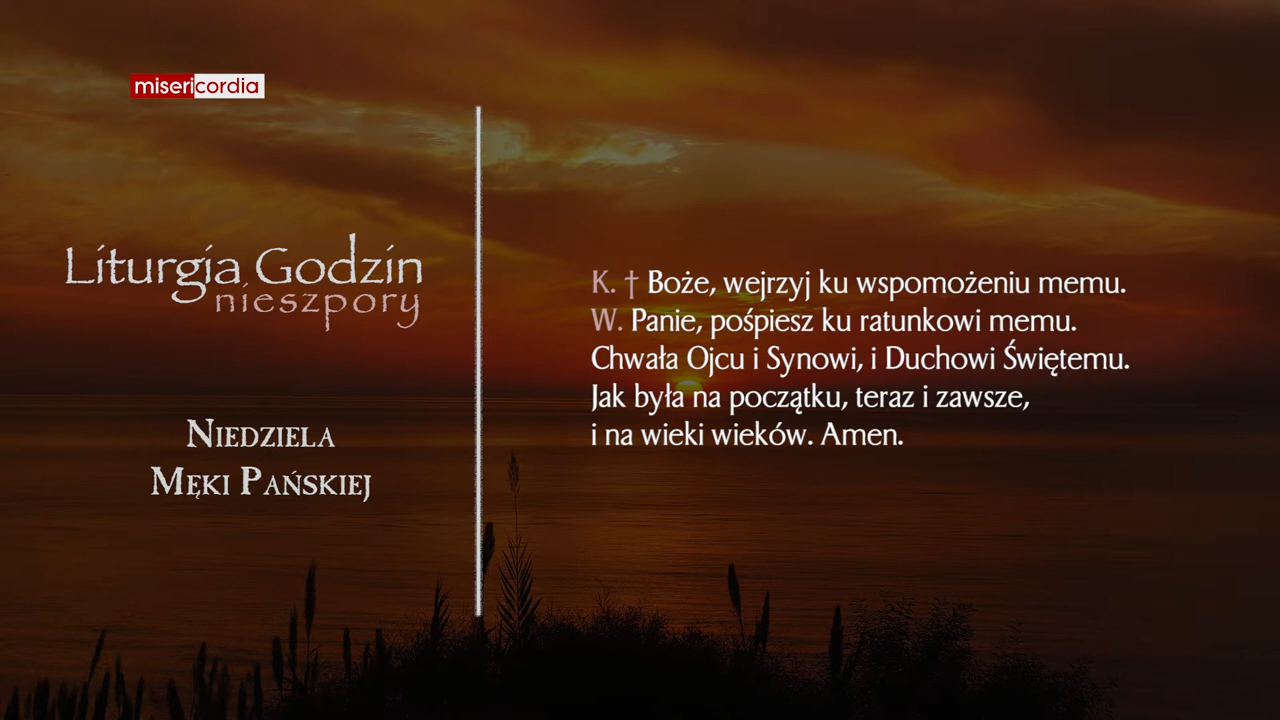 misericordia
Liturgia Godzin
nieszpory
Niedziela
Męki Pańskiej
K. † Boże, wejrzyj ku wspomożeniu memu.
W. Panie, pośpiesz ku ratunkowi memu.
Chwała Ojcu i Synowi, i Duchowi Świętemu.
Jak była na początku, teraz i zawsze,
i na wieki wieków. Amen.